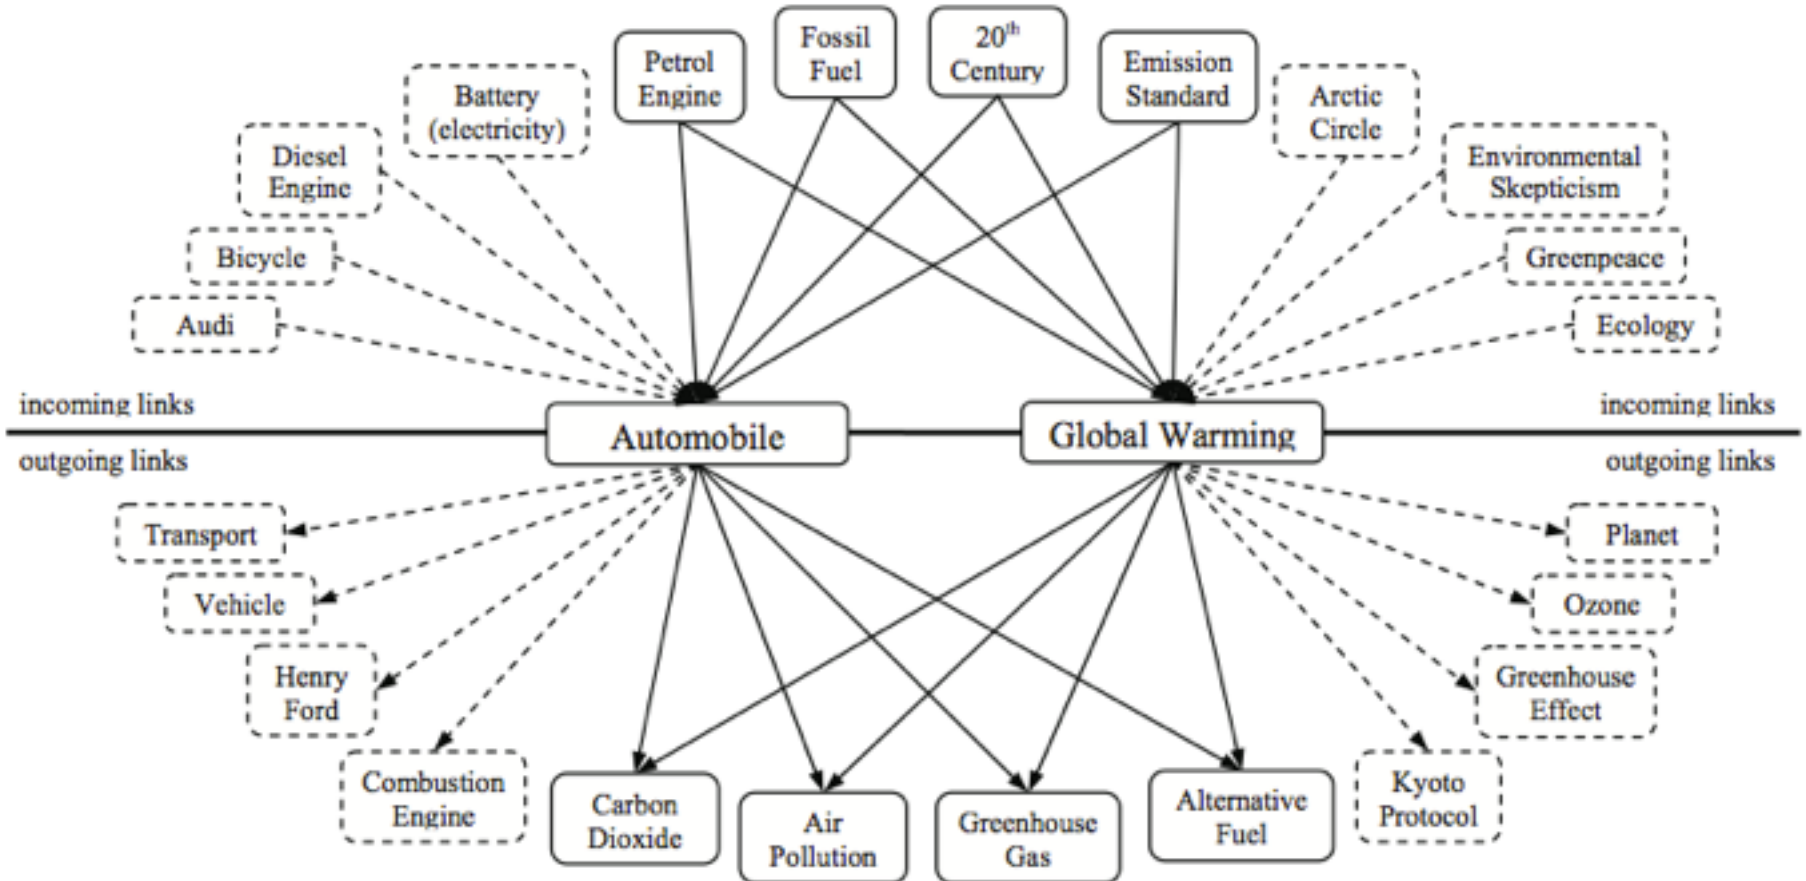 Petrol
Engine
Fossil
Fuel
20th
Century
Emission
Standard
Battery
(electricity)
Arctic
Circle
Diesel
Engine
Environmental
Skepticism
Bicycle
Greenpeace
Audi
Ecology
incoming links
incoming links
Automobile
Global Warming
outgoing links
outgoing links
Transport
Planet
Vehicle
Ozone
Henry
Ford
Greenhouse
Effect
Combustion
Engine
Carbon
Dioxide
Air
Pollution
Greenhouse
Gas
Alternative
Fuel
Kyoto
Protocol